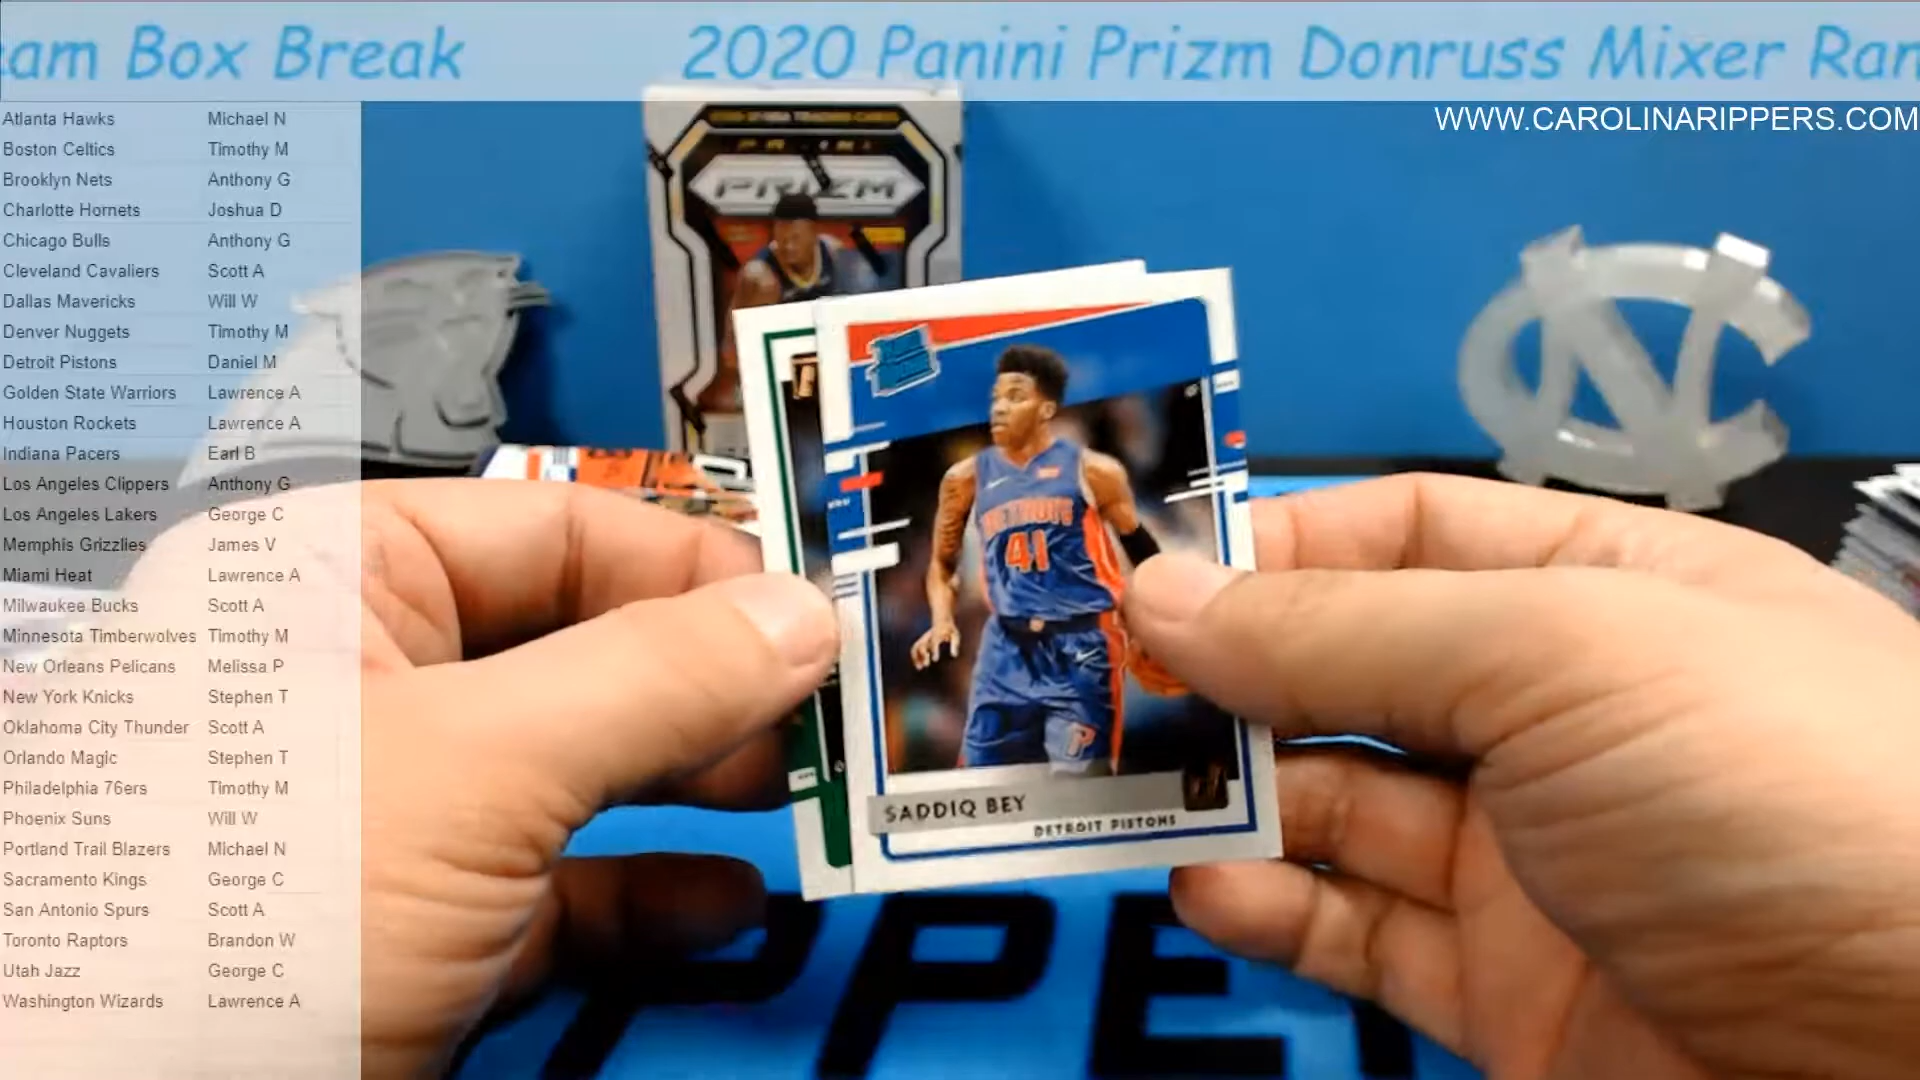 am Box Break 2020 Panini Prizm Donruss Mixer Ran
WWW.CAROLINARIPPERS.COM
Atlanta Hawks Michael N
Boston Celtics Timothy M
Brooklyn Nets Anthony G
Charlotte Hornets Joshua D
Chicago Bulls Anthony G
Cleveland Cavaliers Scott A
Dallas Mavericks Will W
Denver Nuggets Timothy M
Detroit Pistons Daniel M
Golden State Warriors Lawrence A
Houston Rockets Lawrence A
Indiana Pacers Earl B
Los Angeles Clippers Anthony G
Los Angeles Lakers George C
Memphis Grizzlies James V
Miami Heat Lawrence A
Milwaukee Bucks Scott A
Minnesota Timberwolves Timothy M
New Orleans Pelicans Melissa P
New York Knicks Stephen T
Oklahoma City Thunder Scott A
Orlando Magic Stephen T
Philadelphia 76ers Timothy M
Phoenix Suns Will W
Portland Trail Blazers Michael N
Sacramento Kings George C
San Antonio Spurs Scott A
Toronto Raptors Brandon W
Utah Jazz George C
Washington Wizards Lawrence A
PRIZM
DETROIT
41
SADDIQ BEY
DETROIT PISTONS
NC
PPE